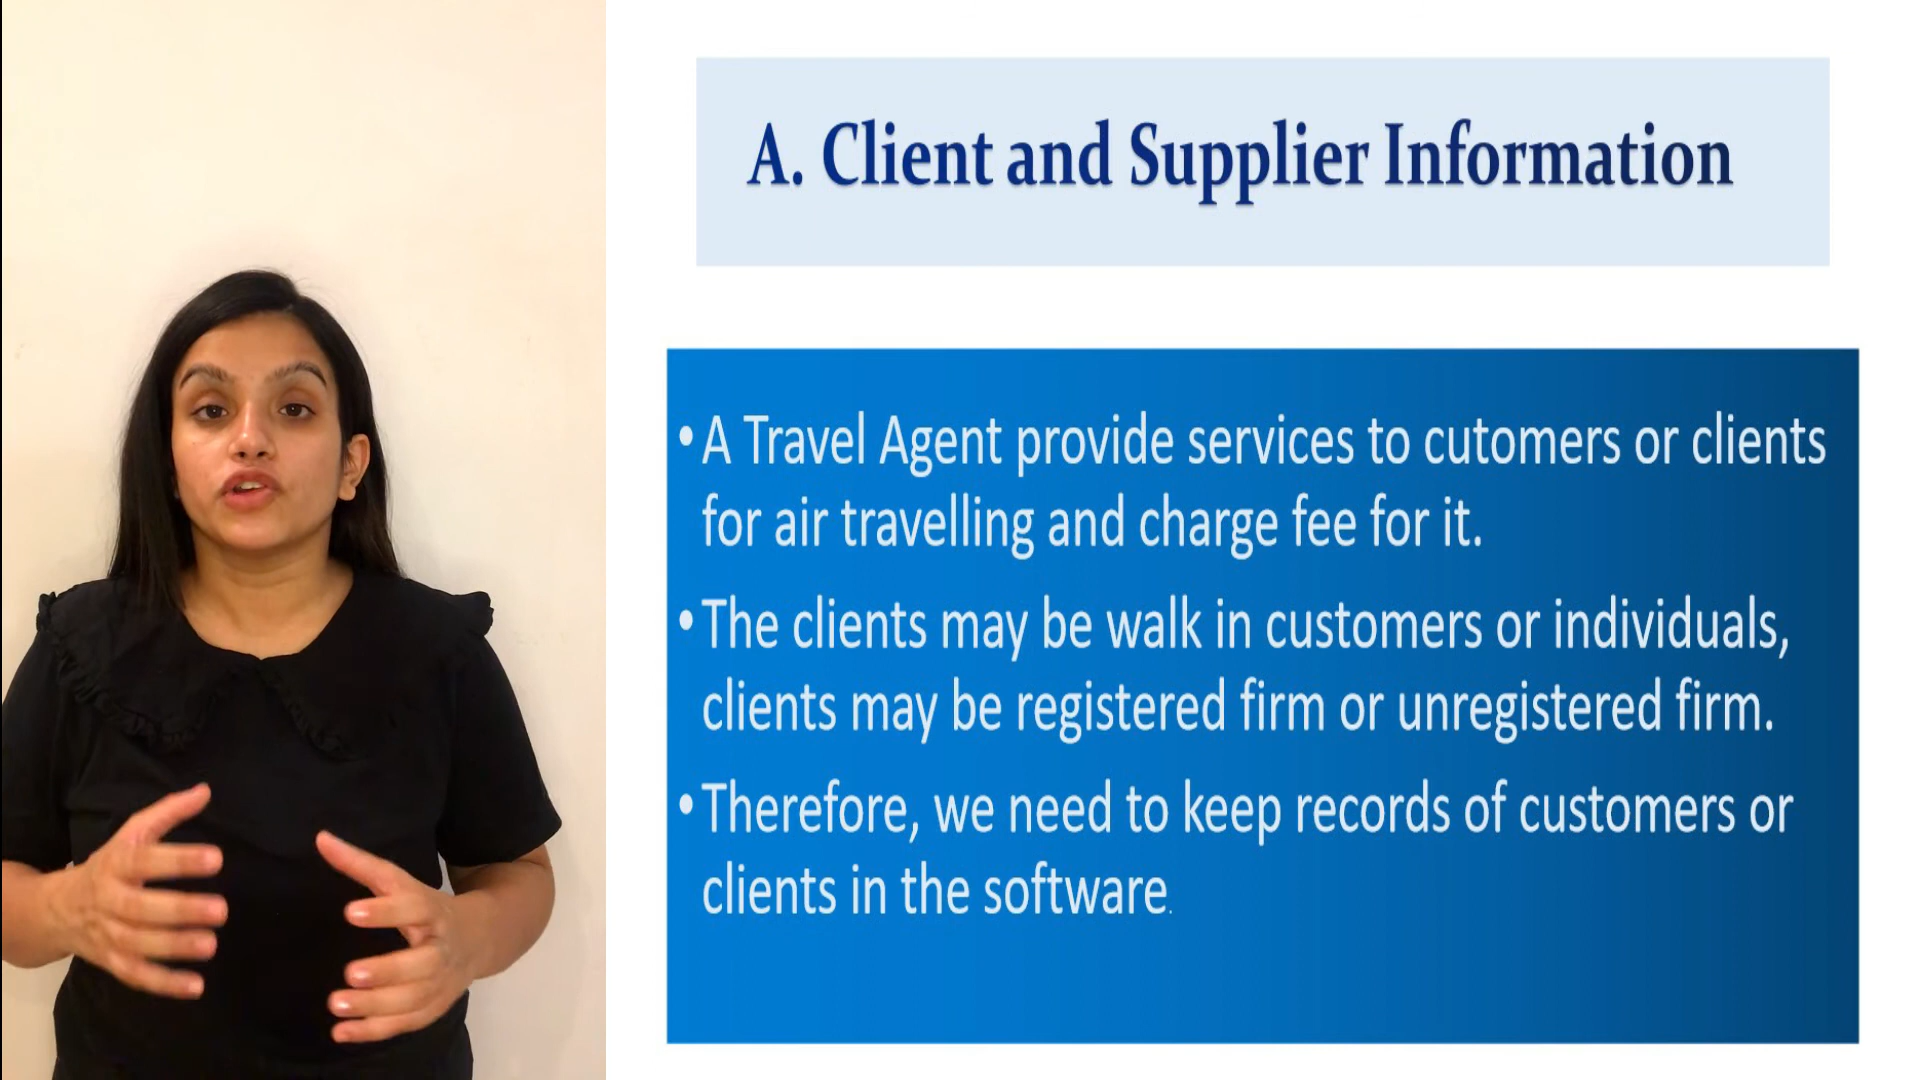 A. Client and Supplier Information
•A Travel Agent provide services to cutomers or clients
for air travelling and charge fee for it.
•The clients may be walk in customers or individuals,
clients may be registered firm or unregistered firm.
•Therefore, we need to keep records of customers or
clients in the software.